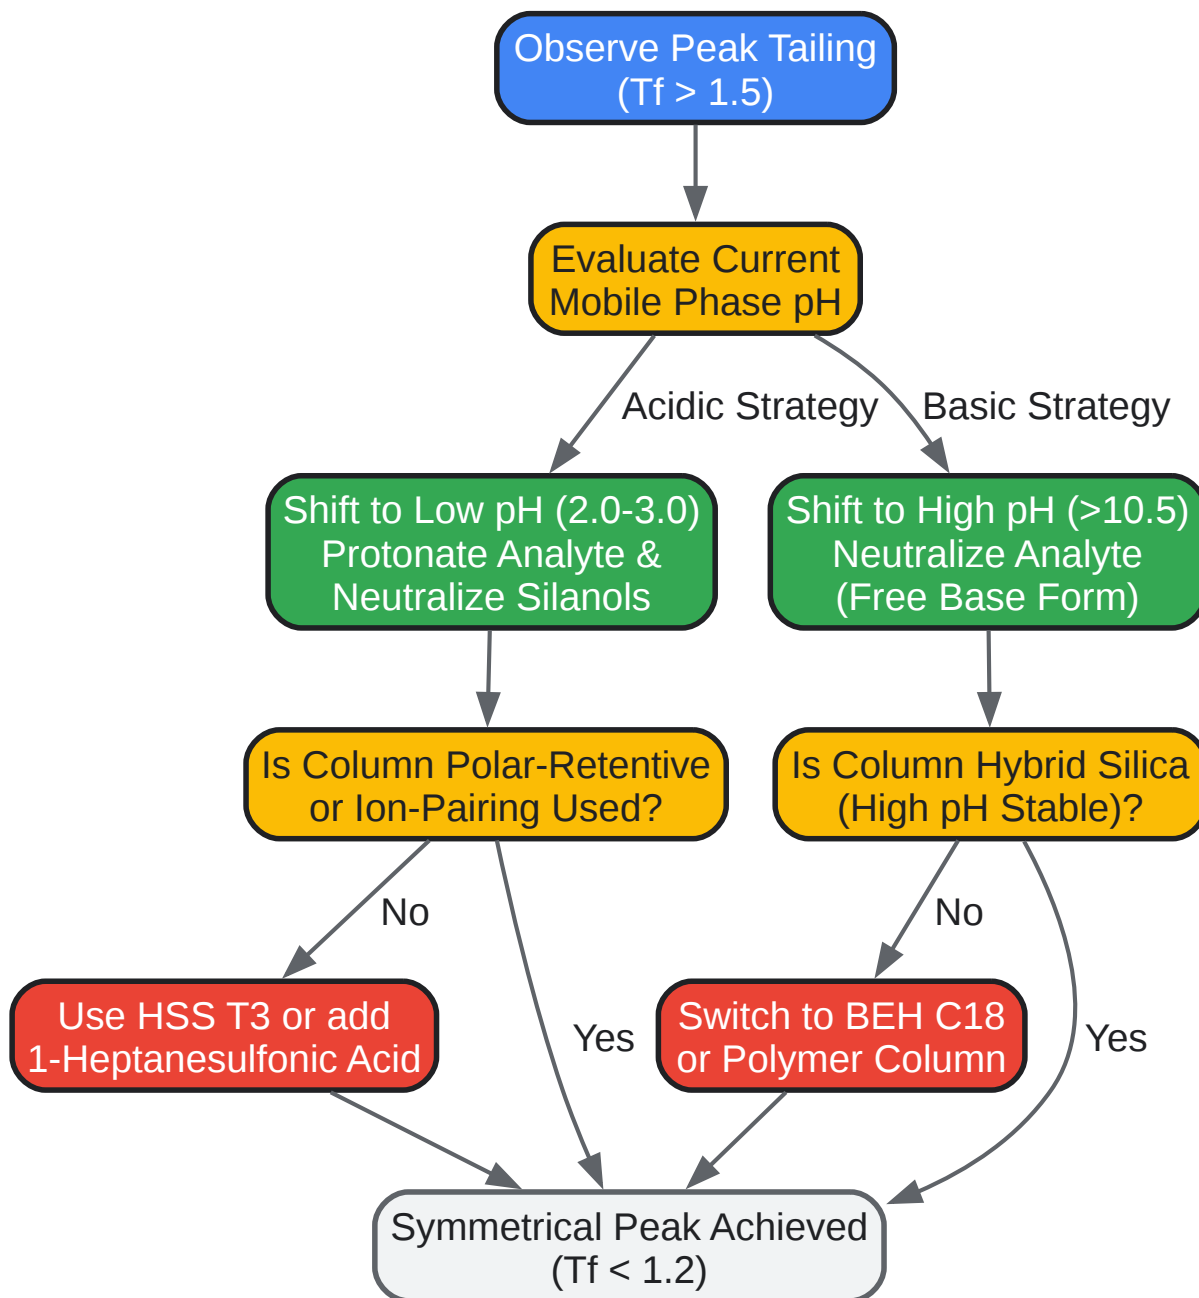 Observe Peak Tailing
(Tf > 1.5)
Evaluate Current
Mobile Phase pH
Acidic Strategy
Basic Strategy
Shift to Low pH (2.0-3.0)
Protonate Analyte &
Neutralize Silanols
Shift to High pH (>10.5)
Neutralize Analyte
(Free Base Form)
Is Column Polar-Retentive
or Ion-Pairing Used?
Is Column Hybrid Silica
(High pH Stable)?
No
No
Use HSS T3 or add
1-Heptanesulfonic Acid
Yes
Switch to BEH C18
or Polymer Column
Yes
Symmetrical Peak Achieved
(Tf < 1.2)